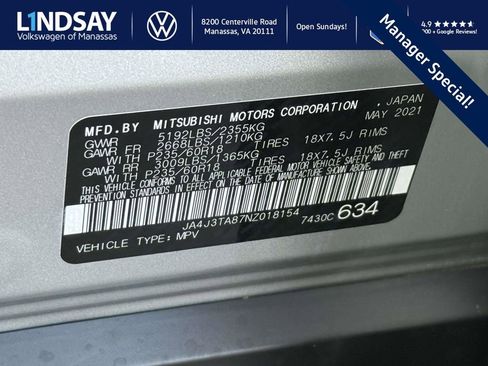 LINDSAY
Volkswagen of Manassas
8200 Centerville Road
Manassas, VA 20111
Open Sundays!
4.9 ★★★★★
Google Reviews!
Manager Special!
MFD.BY MITSUBISHI MOTORS CORPORATION , JAPAN
GVWR 5192LBS/2355KG MAY 2021
GAWR FR 2668LBS/1210KG
WITH P235/60R18 TIRES 18X7.5J RIMS
GAWR RR 3009LBS/1365KG
WITH P235/60R18 TIRES 18X7.5J RIMS
THIS VEHICLE CONFORMS TO ALL APPLICABLE FEDERAL MOTOR VEHICLE SAFETY AND
THEFT PREVENTION STANDARDS IN EFFECT ON THE DATE OF MANUFACTURE SHOWN ABOVE.
JA4J3TA87NZ018154
VEHICLE TYPE: MPV 7430C 634